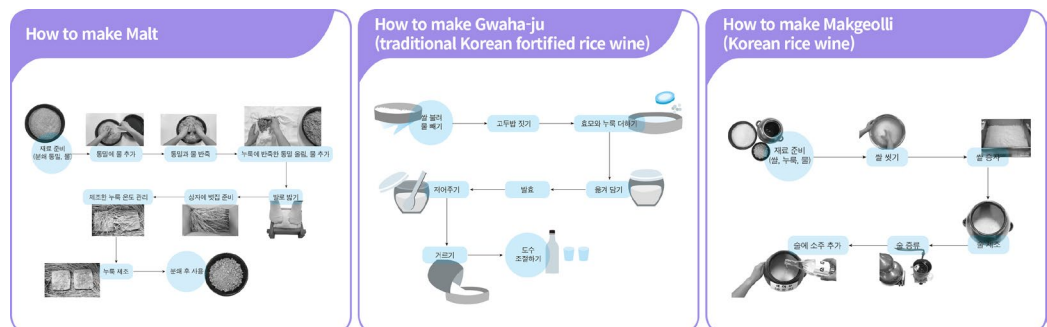 How to make Malt
재료 준비
(분쇄 통밀, 물)
통밀에 물 추가
통밀과 물 반죽
누룩에 반죽한 통밀 올림, 물 추가
발로 밟기
상자에 볏집 준비
제조한 누룩 온도 관리
누룩
분쇄 후 사용
How to make Gwaha-ju
(traditional Korean fortified rice wine)
쌀 불려
물 빼기
고두밥 짓기
효모와 누룩 더하기
옮겨 담기
발효
저어주기
거르기
도수
조절하기
How to make Makgeolli
(Korean rice wine)
재료 준비
(쌀, 누룩, 물)
쌀 씻기
쌀
술 증류
술에 소주 추가